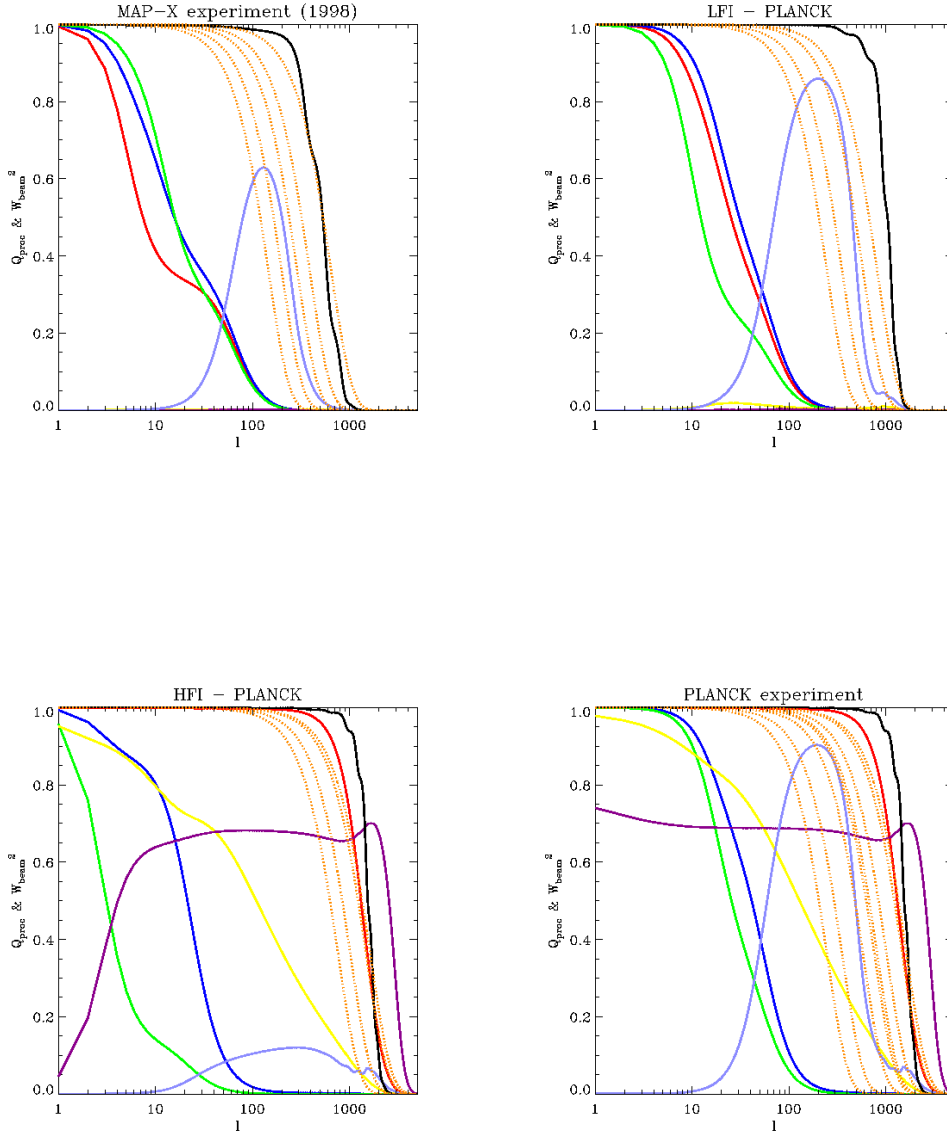 MAP-X experiment (1998)
Q_proc & W_beam^2
1.0
0.8
0.6
0.4
0.2
0.0
1 10 100 1000
l
LFI - PLANCK
Q_proc & W_beam^2
1.0
0.8
0.6
0.4
0.2
0.0
1 10 100 1000
l
HFI - PLANCK
Q_proc & W_beam^2
1.0
0.8
0.6
0.4
0.2
0.0
1 10 100 1000
l
PLANCK experiment
Q_proc & W_beam^2
1.0
0.8
0.6
0.4
0.2
0.0
1 10 100 1000
l